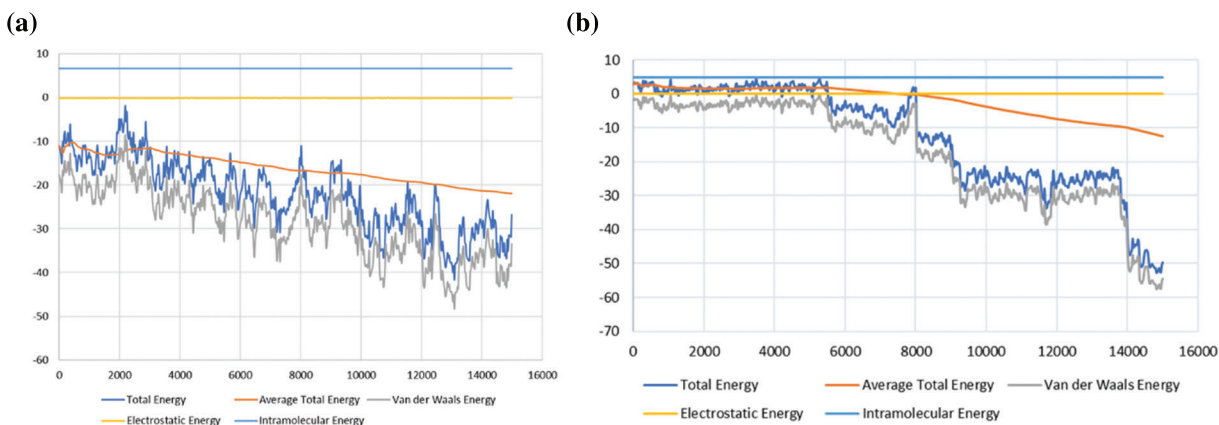 (a)
10
0
-10
-20
-30
-40
-50
-60
0 2000 4000 6000 8000 10000 12000 14000 16000
Total Energy Average Total Energy Van der Waals Energy
Electrostatic Energy Intramolecular Energy
(b)
10
0
-10
-20
-30
-40
-50
-60
-70
0 2000 4000 6000 8000 10000 12000 14000 16000
Total Energy Average Total Energy Van der Waals Energy
Electrostatic Energy Intramolecular Energy